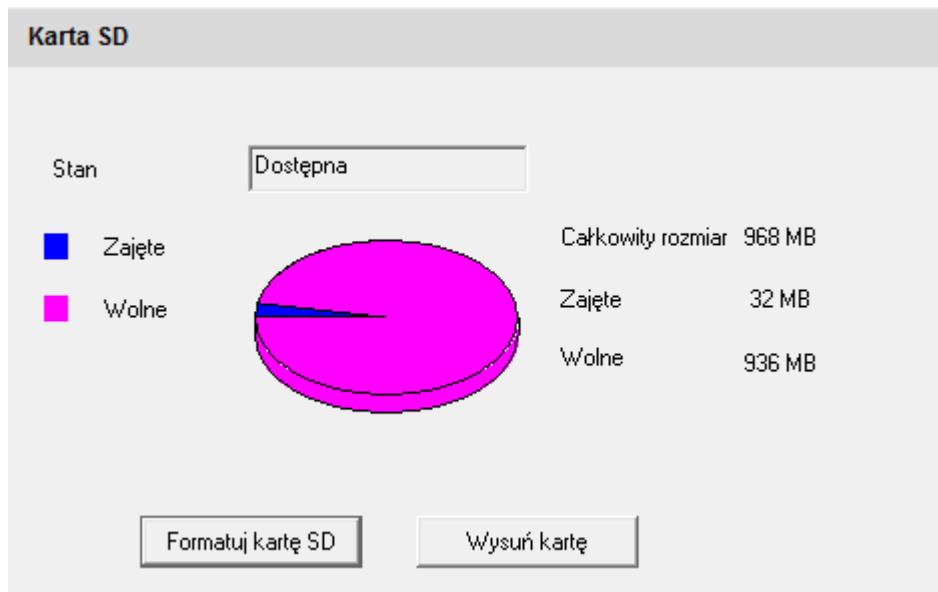 Karta SD
Stan Dostępna
Zajęte
Wolne
Całkowity rozmiar 968 MB
Zajęte 32 MB
Wolne 936 MB
Formatuj kartę SD Wysuń kartę